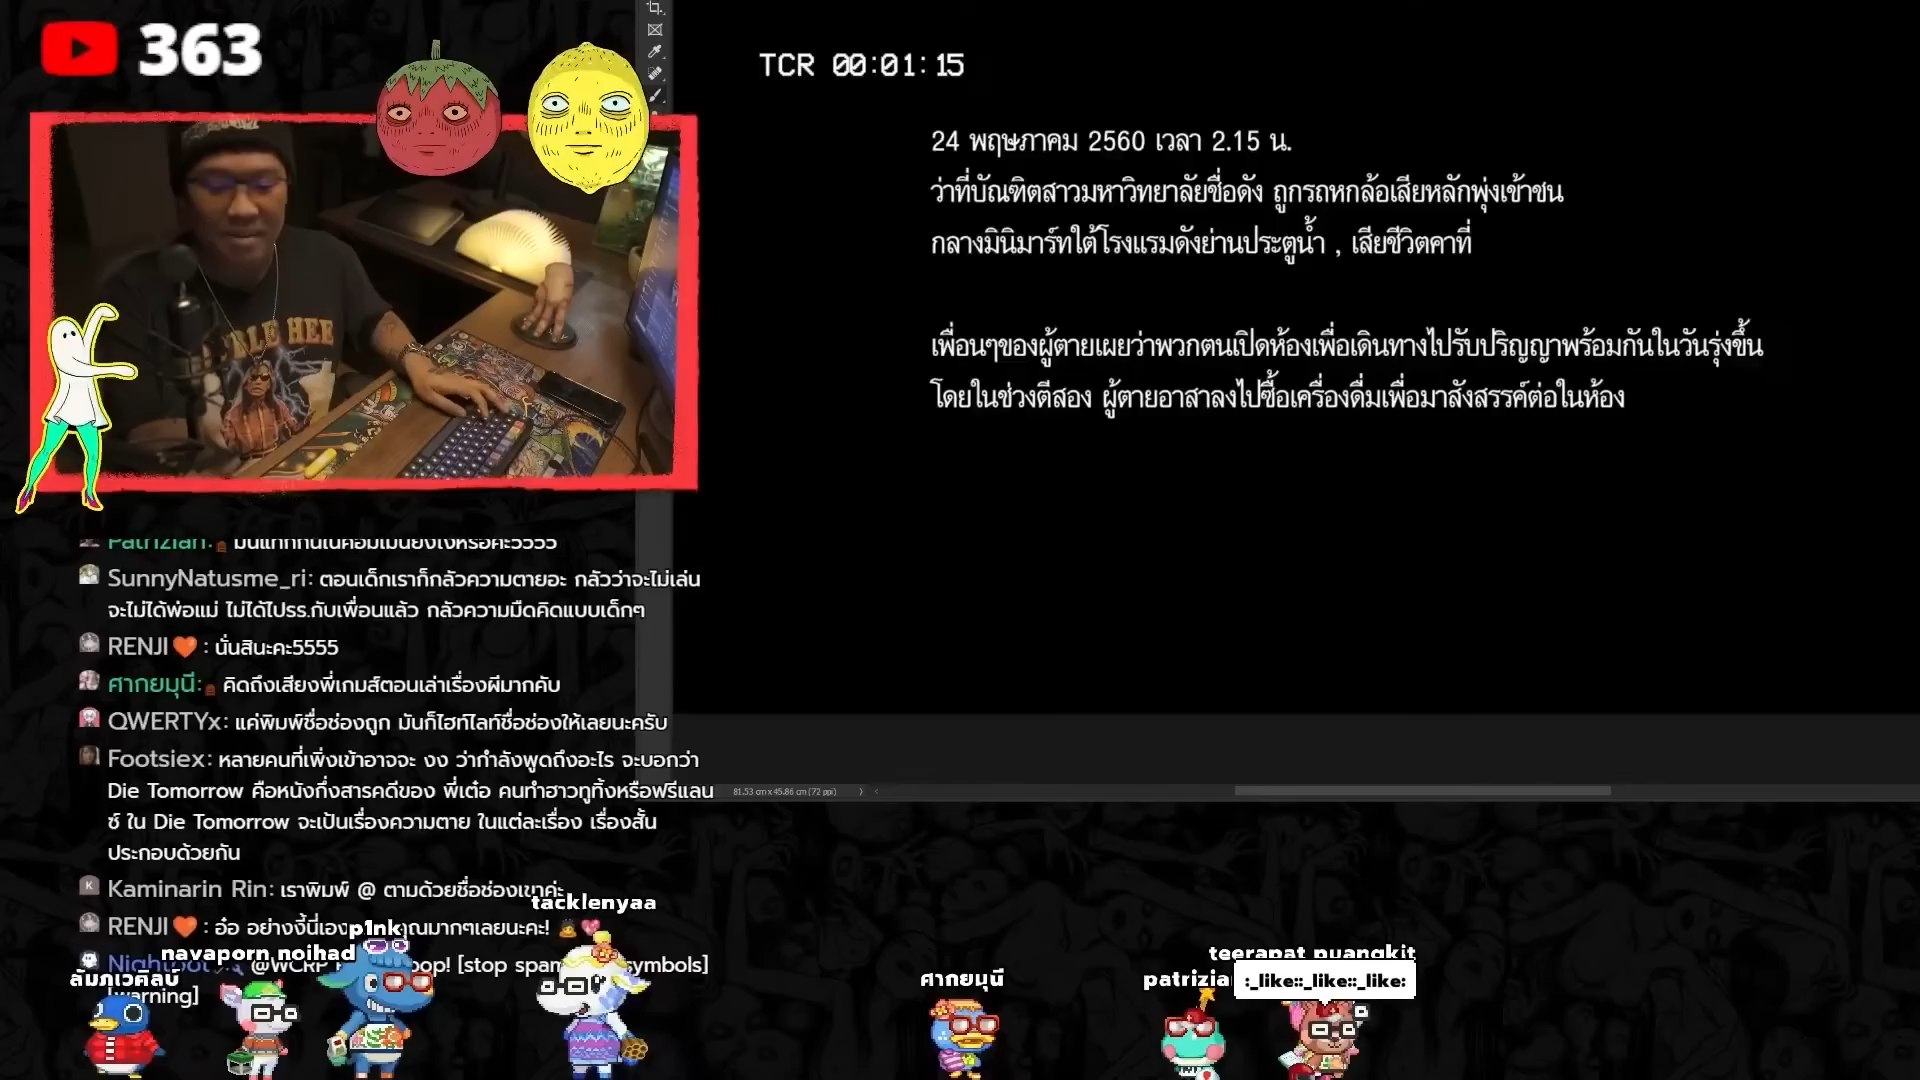 363
TCR 00:01:15
24 พฤษภาคม 2560 เวลา 2.15 น.
ว่าที่บัณฑิตสาวมหาวิทยาลัยชื่อดัง ถูกรถหกล้อเสียหลักพุ่งเข้าชน
กลางมินิมาร์ทใต้โรงแรมดังย่านประตูน้ำ , เสียชีวิตคาที่
เพื่อนๆของผู้ตายเผยว่าพวกตนเปิดห้องเพื่อเดินทางไปรับปริญญาพร้อมกันในวันรุ่งขึ้น
โดยในช่วงตีสอง ผู้ตายอาสาลงไปซื้อเครื่องดื่มเพื่อมาสังสรรค์ต่อในห้อง
Patrizian:
SunnyNatusme_ri: ตอนเด็กเราก็กลัวความตายอะ กลัวว่าจะไม่เล่น
จะไม่ได้พ่อแม่ ไม่ได้ไปรร.กับเพื่อนแล้ว กลัวความมืดคิดแบบเด็กๆ
RENJI🧡 : นั่นสินะคะ5555
ศากยมุนี: คิดถึงเสียงพี่เกมส์ตอนเล่าเรื่องผีมากคับ
QWERTYx: แค่พิมพ์ชื่อช่องถูก มันก็ไฮท์ไลท์ชื่อช่องให้เลยนะครับ
Footsiex: หลายคนที่เพิ่งเข้าอาจจะ งง ว่ากำลังพูดถึงอะไร จะบอกว่า
Die Tomorrow คือหนังกึ่งสารคดีของ พี่เต๋อ คนทำฮาวทูทิ้งหรือฟรีแลน
ซ์ ใน Die Tomorrow จะเป้นเรื่องความตาย ในแต่ละเรื่อง เรื่องสั้น
ประกอบด้วยกัน
Kaminarin Rin: เราพิมพ์ @ ตามด้วยชื่อช่องเขาค่ะ
RENJI🧡 : อ๋อ อย่างงี้นี่เอง ุณมากๆเลยนะคะ! 🙇💖
Nightbot @WCRP oop! [stop spam symbols]
[warning]
81.53 cm x 45.86 cm (72 ppi)
tacklenyaa
p1nk
navaporn noihad
ศากยมุนี
teerapat puangkit
patrizia
:_like::_like::_like: